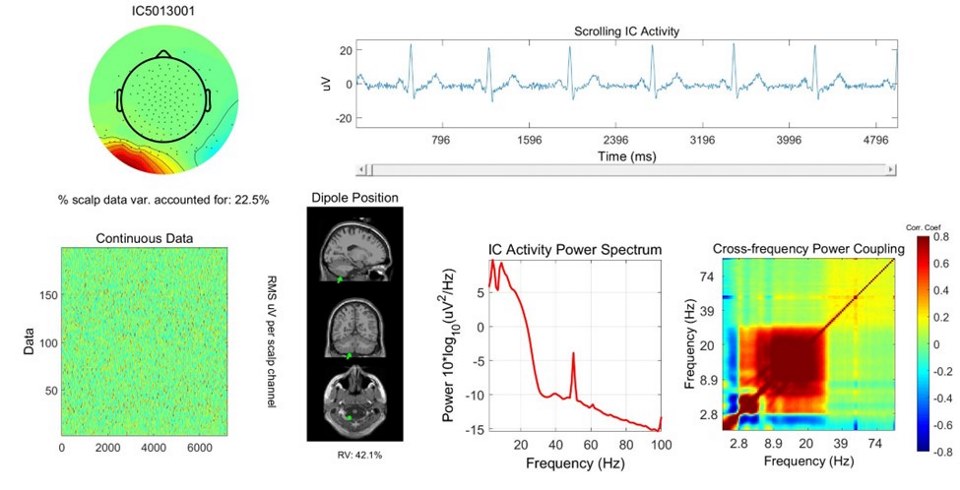 IC5013001
% scalp data var. accounted for: 22.5%
Scrolling IC Activity
uV
20
0
-20
796 1596 2396 3196 3996 4796
Time (ms)
Continuous Data
Data
150
100
50
0 2000 4000 6000
RMS uV per scalp channel
Dipole Position
RV: 42.1%
IC Activity Power Spectrum
Power 10*log10(uV2/Hz)
5
0
-5
-10
-15
20 40 60 80 100
Frequency (Hz)
Cross-frequency Power Coupling
Frequency (Hz)
74
39
20
8.9
2.8
2.8 8.9 20 39 74
Frequency (Hz)
Corr. Coef
0.8
0.6
0.4
0.2
0
-0.2
-0.4
-0.6
-0.8